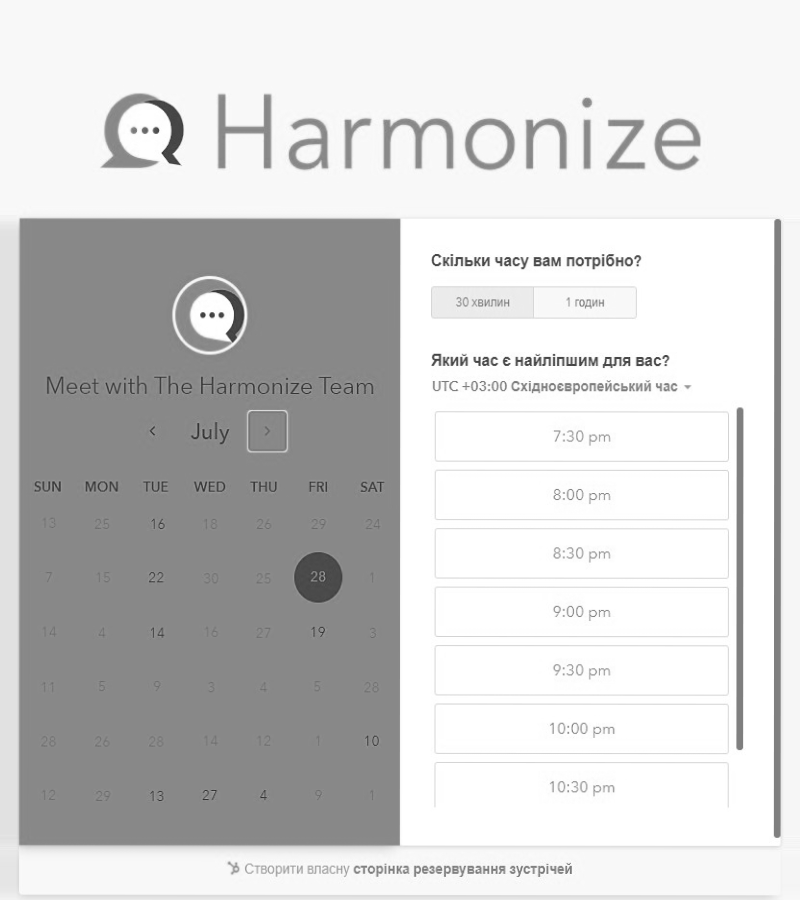 Harmonize
Meet with The Harmonize Team
July
SUN MON TUE WED THU FRI SAT
13 25 16 18 26 29 24
7 15 22 30 25 28 1
14 4 14 16 27 19 3
11 5 9 3 4 5 26
28 26 28 14 12 1 10
12 29 13 27 4 9 1
Скільки часу вам потрібно?
30 хвилин 1 годин
Який час є найліпшим для вас?
UTC +03:00 Східноєвропейський час
7:30 pm
8:00 pm
8:30 pm
9:00 pm
9:30 pm
10:00 pm
10:30 pm
Створити власну сторінка резервування зустрічей